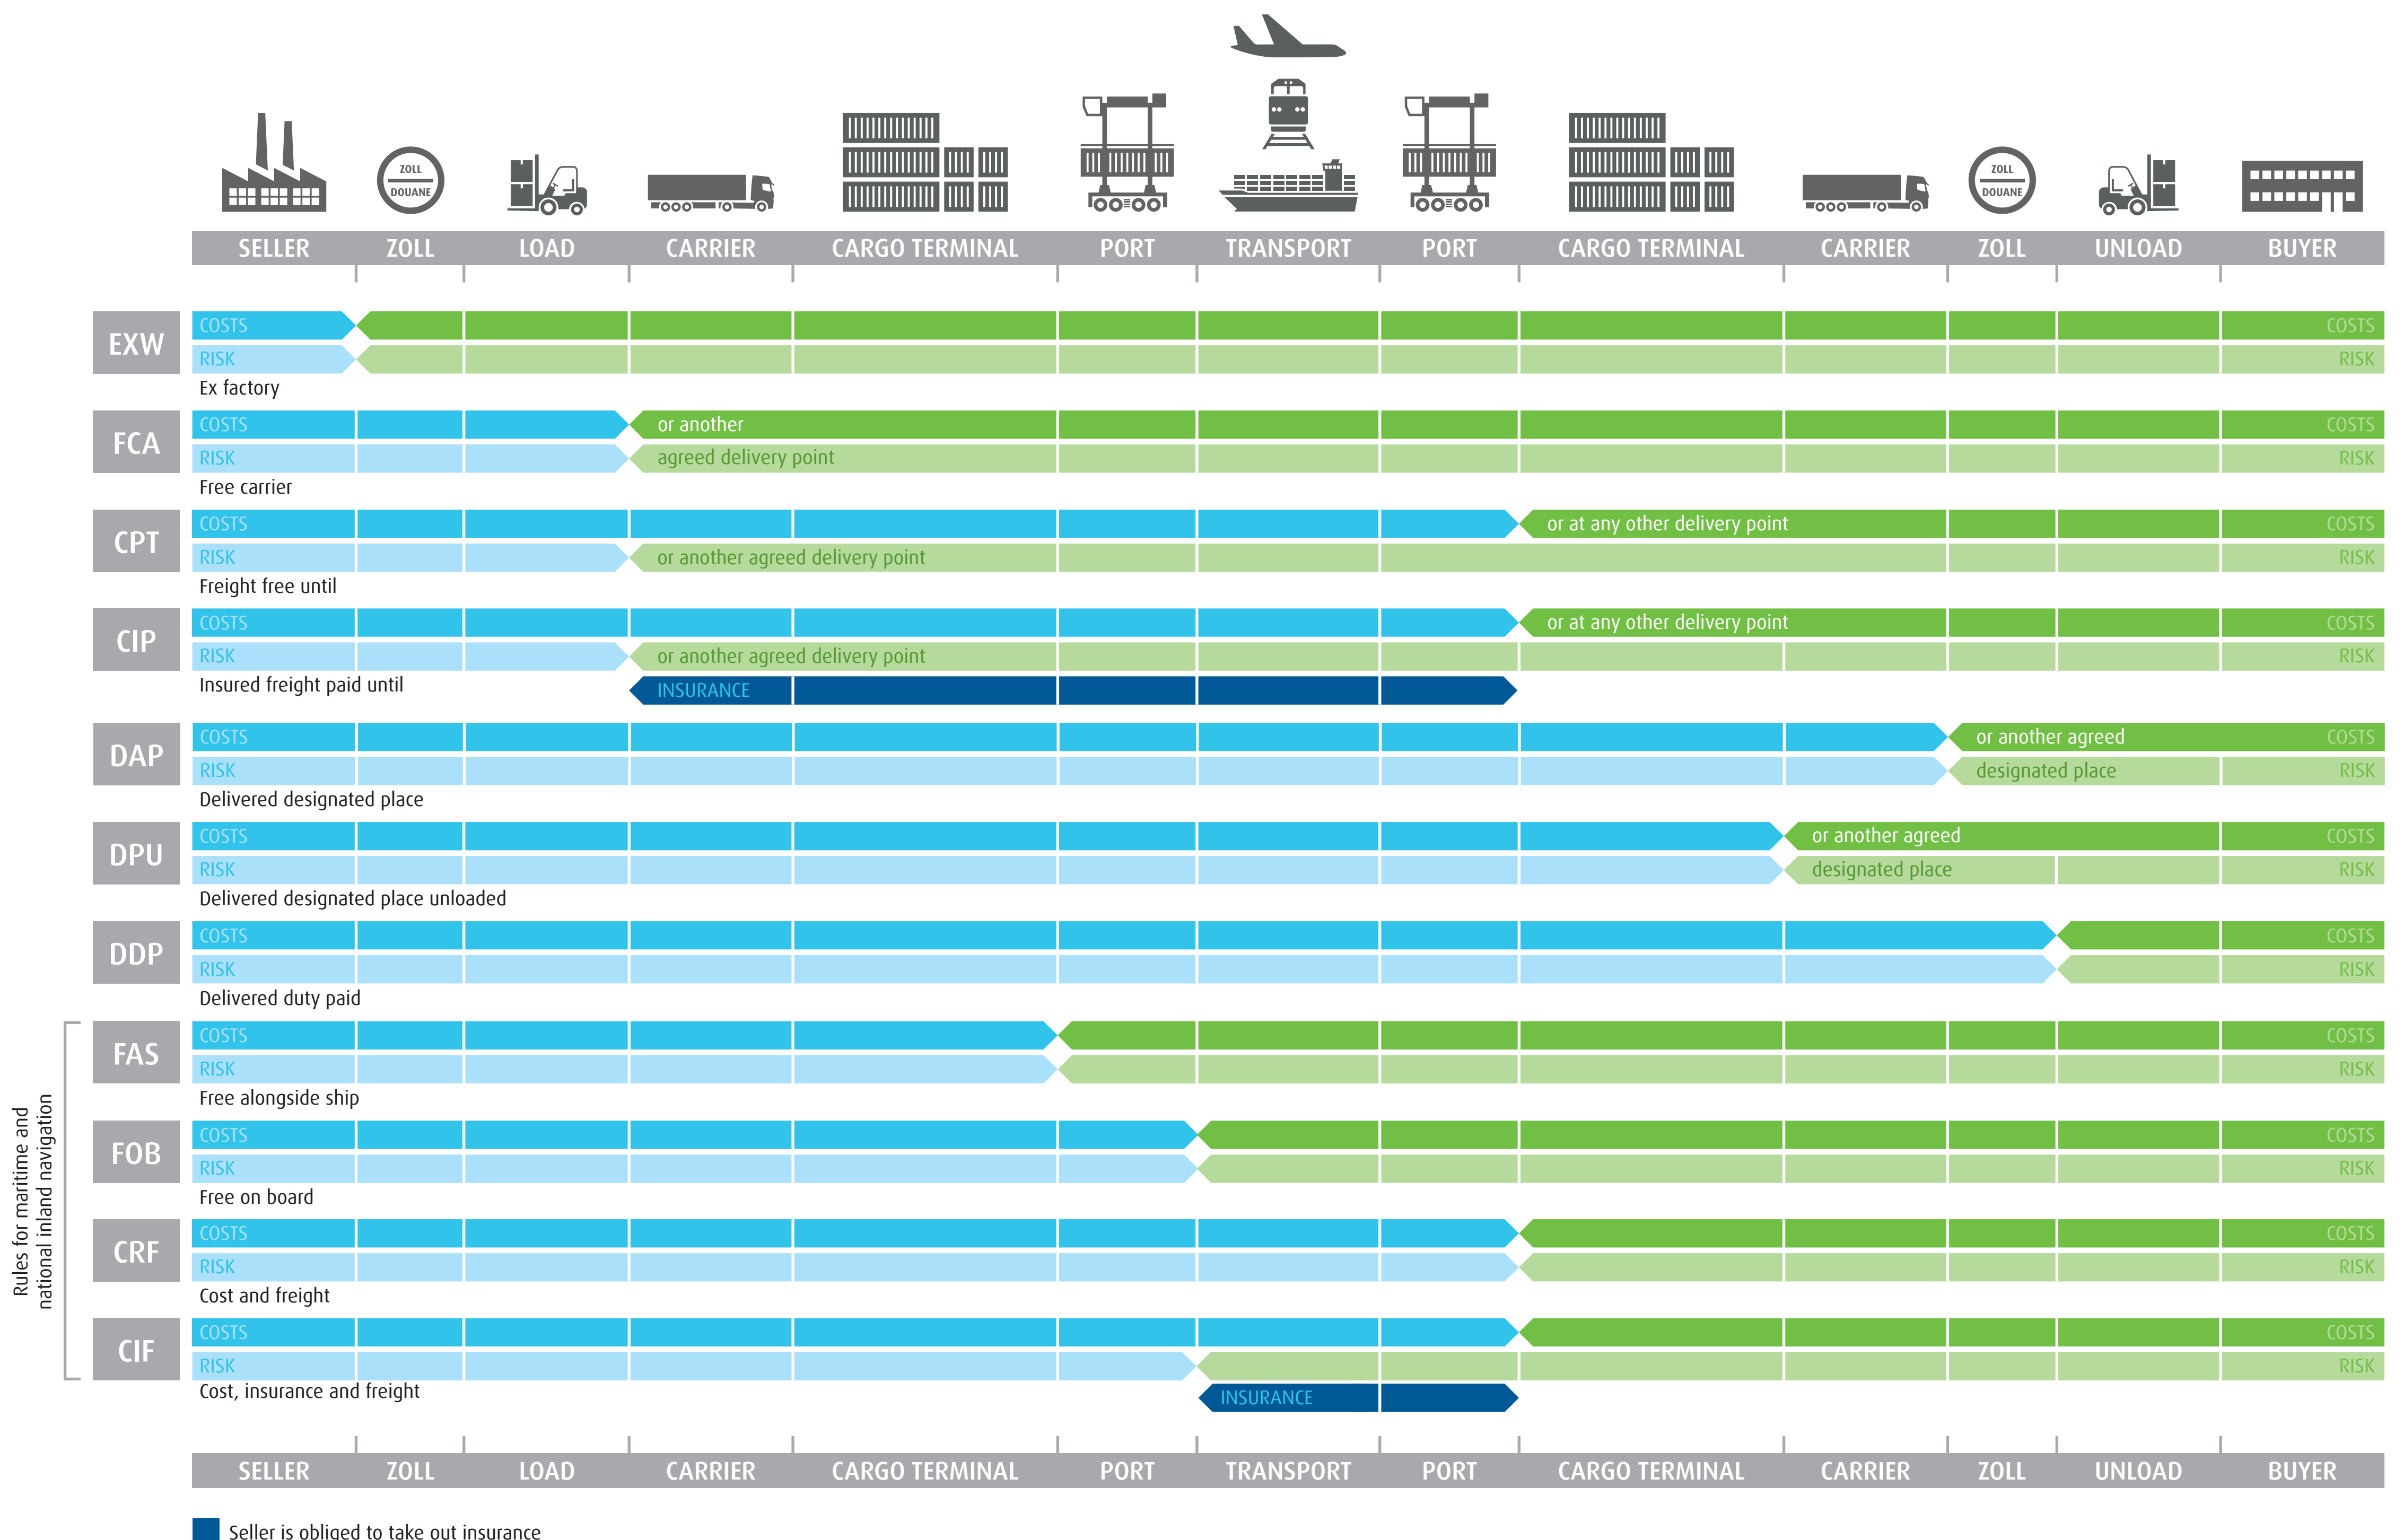 ZOLL
DOUANE
ZOLL
DOUANE
SELLER ZOLL LOAD CARRIER CARGO TERMINAL PORT TRANSPORT PORT CARGO TERMINAL CARRIER ZOLL UNLOAD BUYER
EXW
COSTS COSTS
RISK RISK
Ex factory
FCA
COSTS or another COSTS
RISK agreed delivery point RISK
Free carrier
CPT
COSTS or at any other delivery point COSTS
RISK or another agreed delivery point RISK
Freight free until
CIP
COSTS or at any other delivery point COSTS
RISK or another agreed delivery point RISK
Insured freight paid until
INSURANCE
DAP
COSTS or another agreed COSTS
RISK designated place RISK
Delivered designated place
DPU
COSTS or another agreed COSTS
RISK designated place RISK
Delivered designated place unloaded
DDP
COSTS COSTS
RISK RISK
Delivered duty paid
Rules for maritime and
national inland navigation
FAS
COSTS COSTS
RISK RISK
Free alongside ship
FOB
COSTS COSTS
RISK RISK
Free on board
CRF
COSTS COSTS
RISK RISK
Cost and freight
CIF
COSTS COSTS
RISK RISK
Cost, insurance and freight
INSURANCE
SELLER ZOLL LOAD CARRIER CARGO TERMINAL PORT TRANSPORT PORT CARGO TERMINAL CARRIER ZOLL UNLOAD BUYER
Seller is obliged to take out insurance